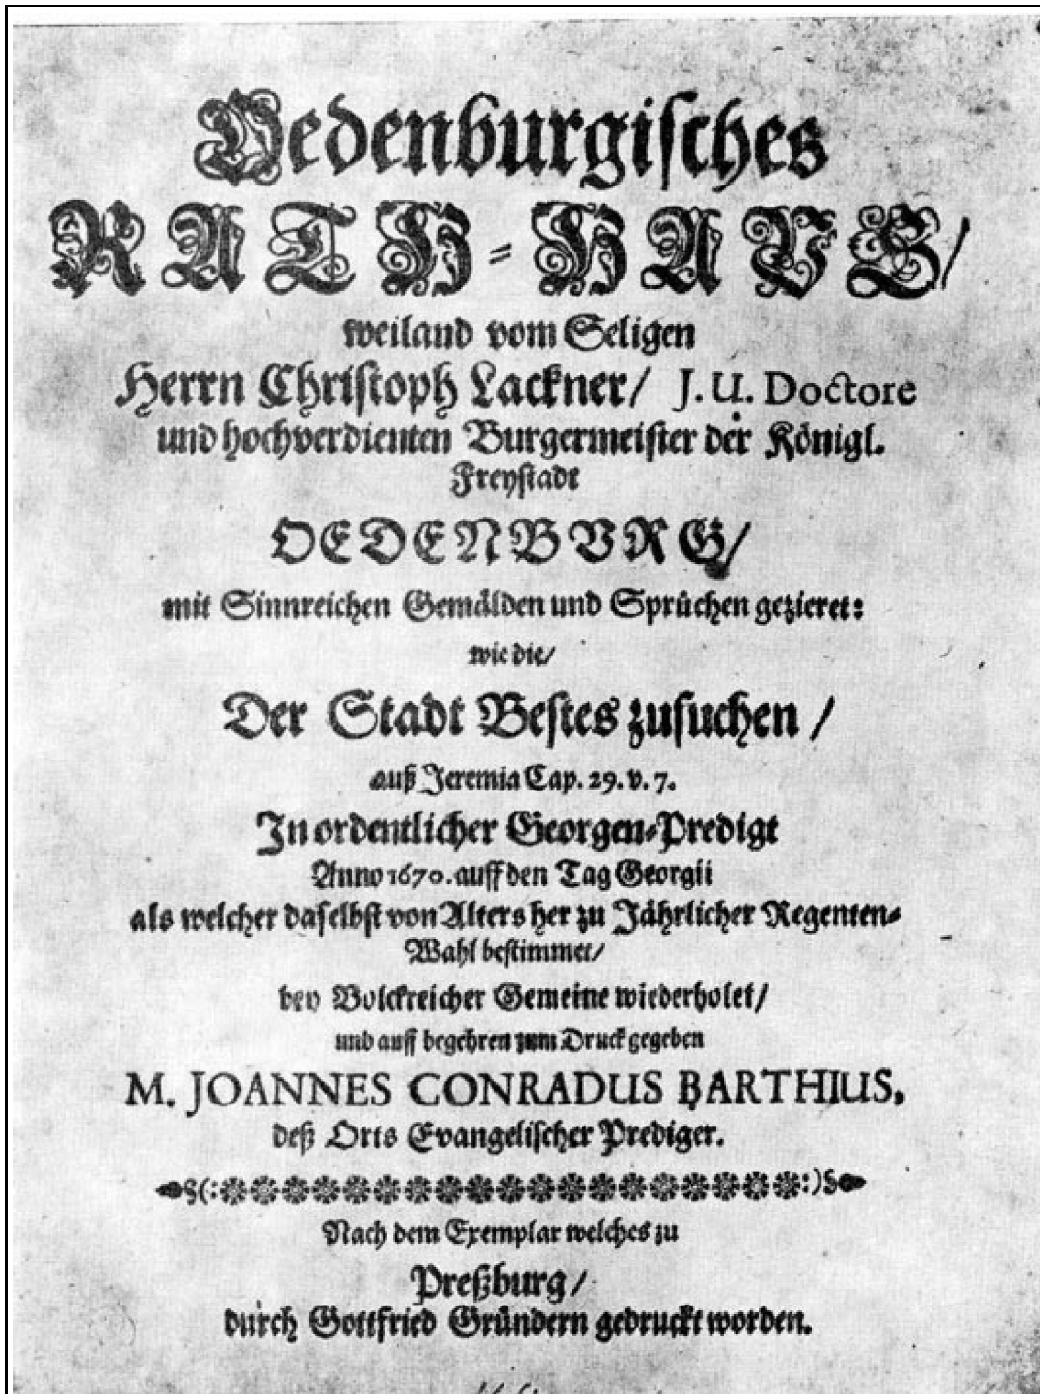 Oedenburgisches
RATH-HAVS/
weiland vom Seligen
Herrn Christoph Lackner/ J. U. Doctore
und hochverdienten Burgermeister der Königl.
Freystadt
OEDENBVRG/
mit Sinnreichen Gemälden und Sprüchen gezieret:
wie die/
Der Stadt Bestes zusuchen /
auß Jeremia Cap. 29. v. 7.
In ordentlicher Georgen-Predigt
Anno 1670. auff den Tag Georgii
als welcher daselbst von Alters her zu Jährlicher Regenten-
Wahl bestimmet/
bey Volckreicher Gemeine wiederholet/
und auff begehren zum Druck gegeben
M. JOANNES CONRADUS BARTHIUS,
deß Orts Evangelischer Prediger.
Nach dem Exemplar welches zu
Preßburg/
durch Gottfried Gründern gedruckt worden.